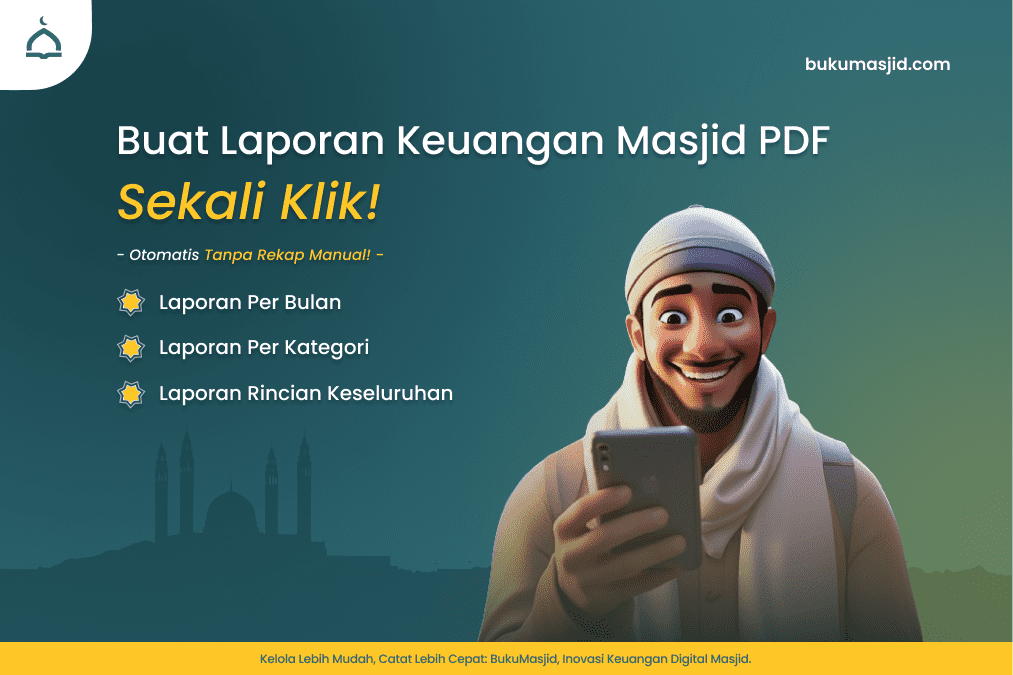 bukumasjid.com
Buat Laporan Keuangan Masjid PDF
Sekali Klik!
- Otomatis Tanpa Rekap Manual! -
Laporan Per Bulan
Laporan Per Kategori
Laporan Rincian Keseluruhan
Kelola Lebih Mudah, Catat Lebih Cepat: BukuMasjid, Inovasi Keuangan Digital Masjid.